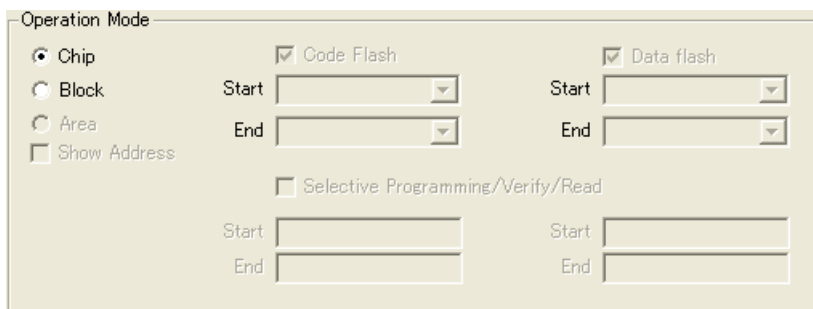 Operation Mode
Chip Code Flash Data flash
Block Start Start
Area End End
Show Address
Selective Programming/Verify/Read
Start Start
End End